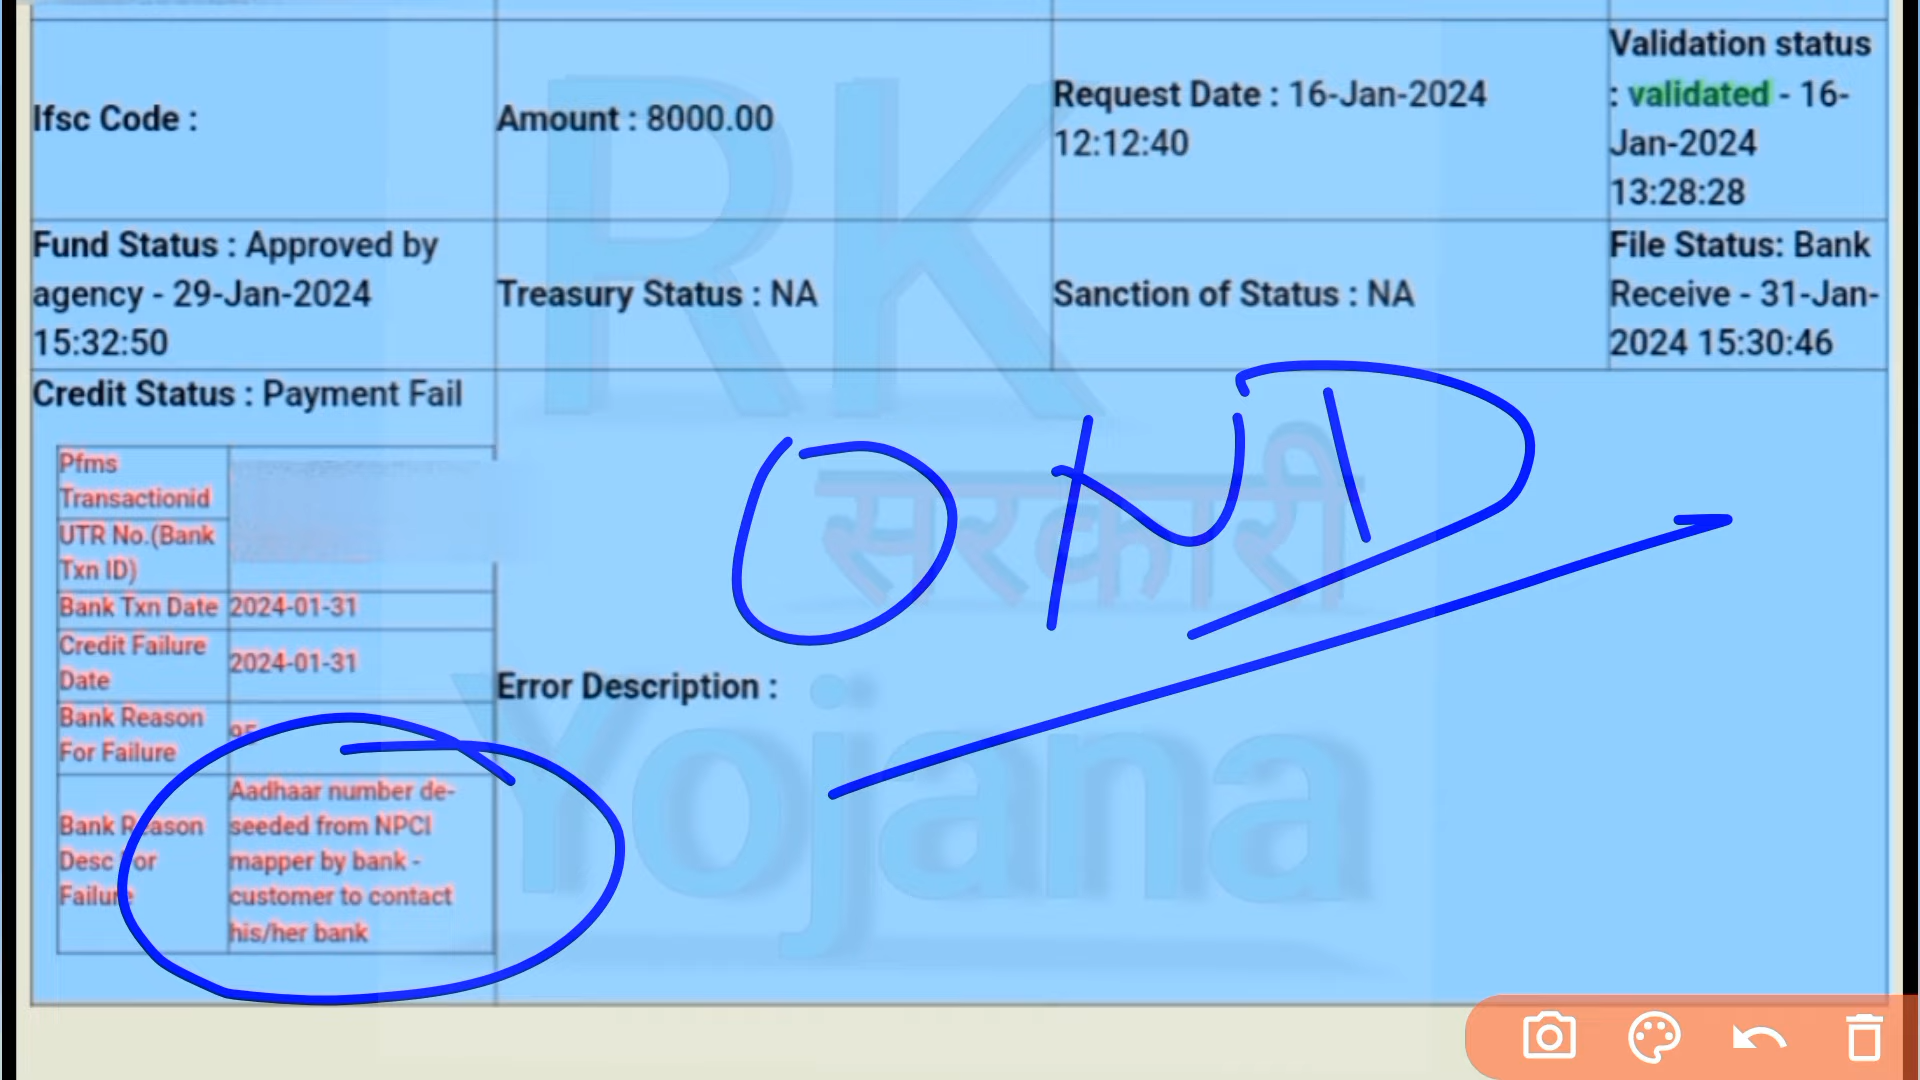 Ifsc Code :
Amount : 8000.00
Request Date : 16-Jan-2024
12:12:40
Validation status
: validated - 16-
Jan-2024
13:28:28
Fund Status : Approved by
agency - 29-Jan-2024
15:32:50
Treasury Status : NA
Sanction of Status : NA
File Status: Bank
Receive - 31-Jan-
2024 15:30:46
Credit Status : Payment Fail
Pfms
Transactionid
UTR No.(Bank
Txn ID)
Bank Txn Date 2024-01-31
Credit Failure
Date
2024-01-31
Bank Reason
For Failure
Bank Reason
Desc For
Failure
Aadhaar number de-
seeded from NPCI
mapper by bank -
customer to contact
his/her bank
Error Description :
RK
सरकारी
Yojana